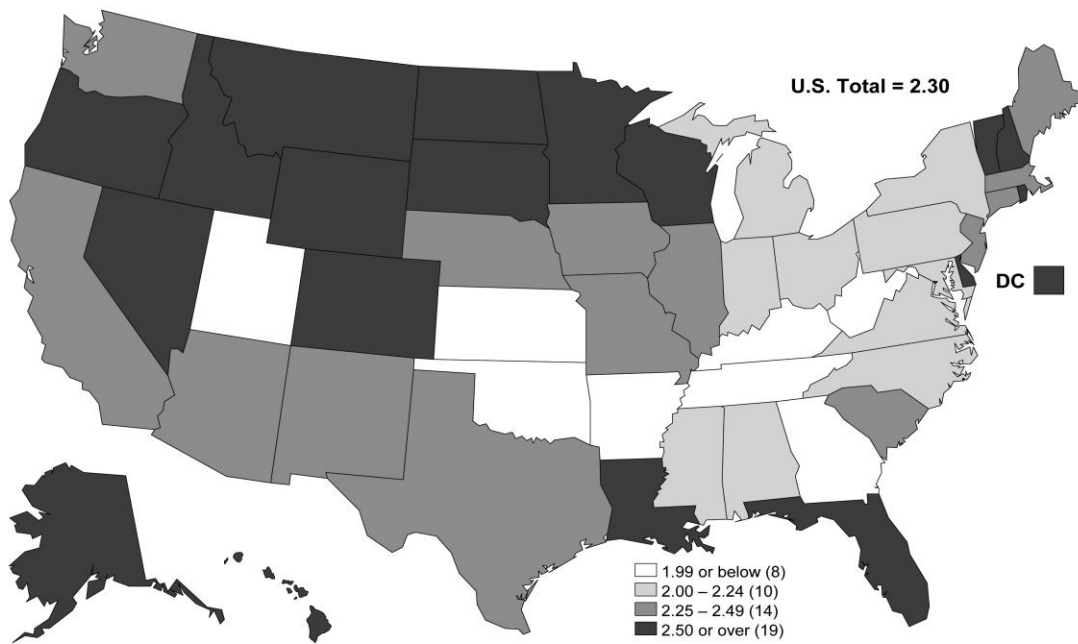 U.S. Total = 2.30
DC
1.99 or below (8)
2.00 – 2.24 (10)
2.25 – 2.49 (14)
2.50 or over (19)